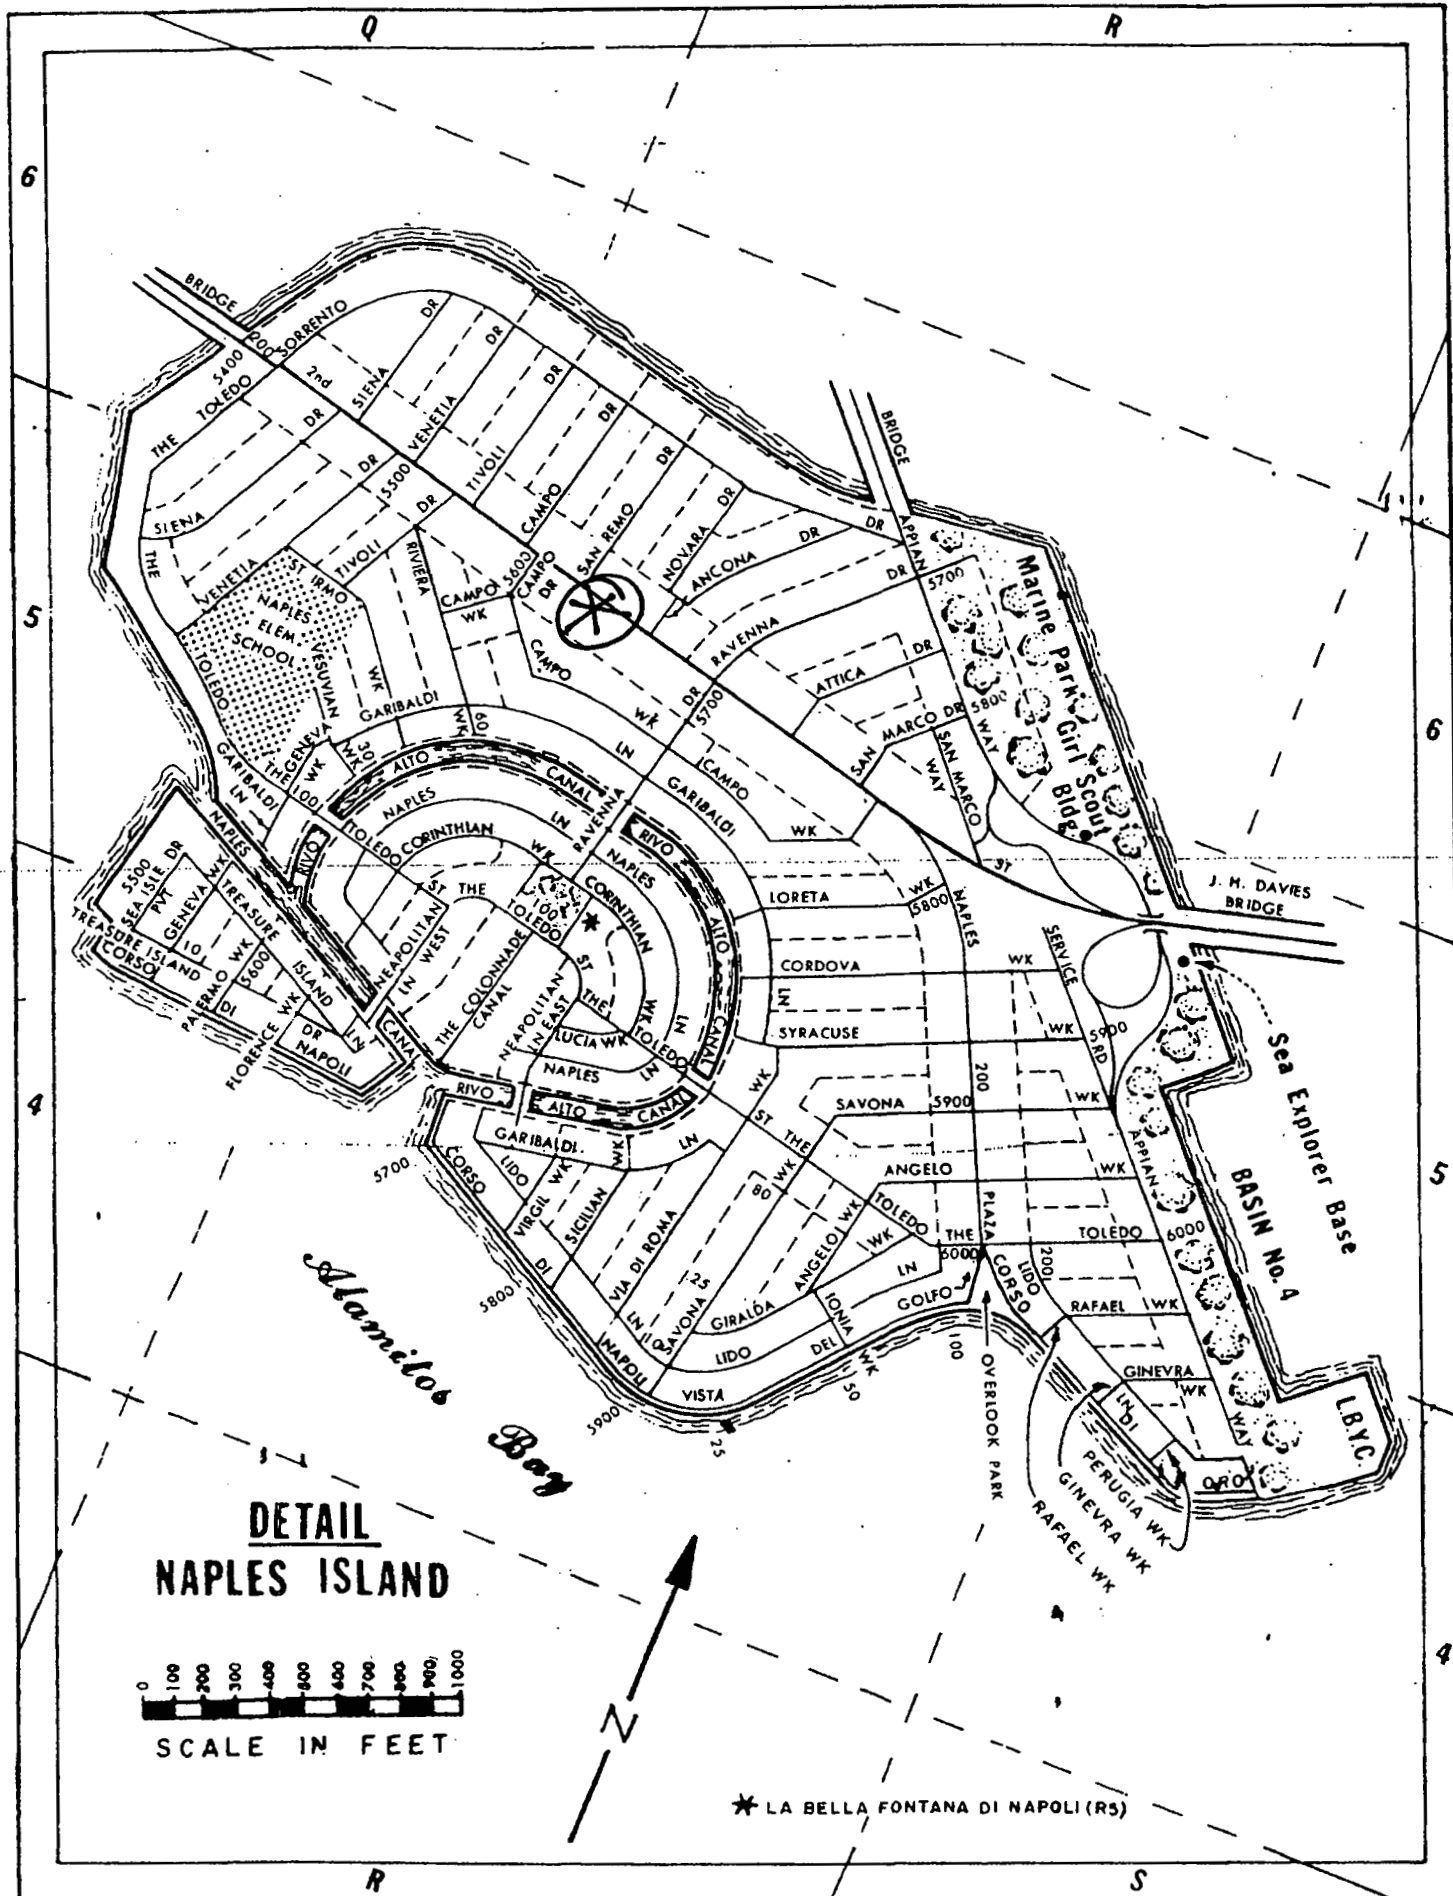 Q
R
6
5
4
6
5
4
R
S
BRIDGE
200
SORRENTO
5400
THE TOLEDO
2nd
SIENA DR
VENETIA DR
TIVOLI DR
CAMPO DR
SAN REMO DR
NOVARA DR
ANCONA DR
DR
BRIDGE
APPIAN
DR
DR
5500
DR
SIENA
THE
VENETIA
ST IRMO
TIVOLI
RIVIERA
CAMPO
WK
5600
CAMPO
DR
NAPLES
ELEM
SCHOOL
VESUVIAN
WK
TOLEDO
GARIBALDI
WK
60
CAMPO
WK
LN
DR
5700
RAVENNA
DR
5700
ATTICA
DR
5800
SAN MARCO DR
SAN MARCO
WAY
WAY
Marine Park
Girl Scout
Bldg.
GENEVA
WK
WK
30
THE
100
GARIBALDI
LN
ALTO
CANAL
NAPLES
LN
RAVENNA
GARIBALDI
CAMPO
WK
ST
J. H. DAVIES
BRIDGE
TOLEDO
CORINTHIAN
WK
RIVO
NAPLES
RIVO
NAPLES
CORINTHIAN
ALTO
CANAL
WK
LN
5500
SEA ISLE DR
PVT
GENEVA WK
TREASURE
ISLAND
DR
TREASURE ISLAND
CORSO
10
PALERMO WK
5600
DI
FLORENCE WK
NAPOLI
LN
CANAL
ST
THE
NEAPOLITAN
LN WEST
THE COLONNADE
CANAL
100
TOLEDO
ST
THE
TOLEDO
NEAPOLITAN
LN EAST
LUCIA WK
NAPLES
LN
RIVO
ALTO
CANAL
LORETA
WK
5800
NAPLES
CORDOVA
WK
LN
SERVICE
RD
SYRACUSE
WK
5900
200
SAVONA
5900
WK
ANGELO
WK
APPIAN
WAY
Sea Explorer Base
BASIN No. 4
L.B.Y.C.
5700
GARIBALDI
WK
LN
WK
ST
THE
CORSO
DI
NAPOLI
LIDO
LN
VIRGIL WK
SICILIAN
VIA DI ROMA
80
WK
SAVONA
25
10
5800
5900
TOLEDO
THE
6000
PLAZA
TOLEDO
6000
ANGELO WK
WK
LN
GOLFO
GIRALDA
LIDO
IONIA
WK
VISTA
DEL
25
50
100
CORSO
LIDO
200
RAFAEL
WK
GINEVRA
WK
LN
DI
ORO
OVERLOOK PARK
PERUGIA WK
GINEVRA WK
RAFAEL WK
Alamitos
Bay
DETAIL
NAPLES ISLAND
0 100 200 300 400 500 600 700 800 900 1000
SCALE IN FEET
N
* LA BELLA FONTANA DI NAPOLI (R5)